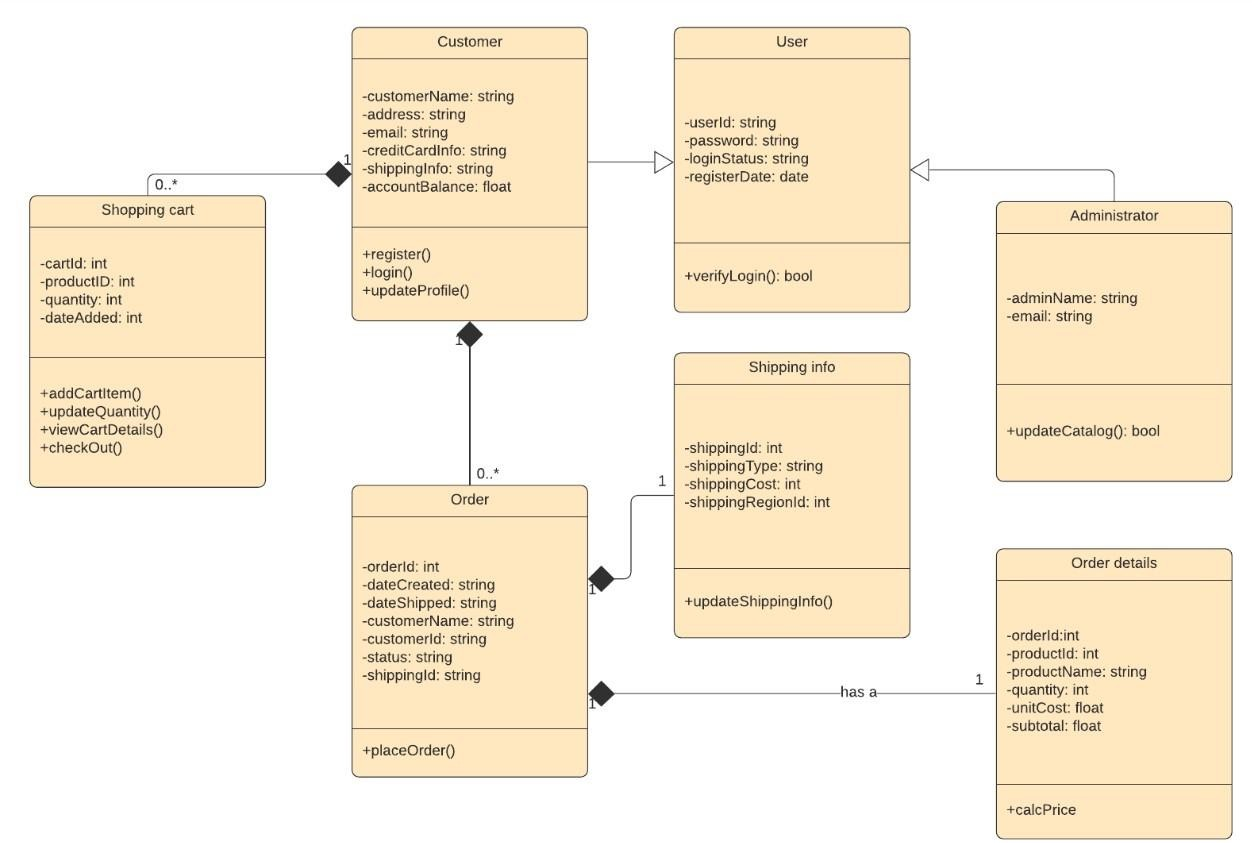 Customer
-customerName: string
-address: string
-email: string
-creditCardInfo: string
-shippingInfo: string
-accountBalance: float
+register()
+login()
+updateProfile()
User
-userId: string
-password: string
-loginStatus: string
-registerDate: date
+verifyLogin(): bool
1
0..*
Shopping cart
-cartId: int
-productID: int
-quantity: int
-dateAdded: int
+addCartItem()
+updateQuantity()
+viewCartDetails()
+checkOut()
Administrator
-adminName: string
-email: string
+updateCatalog(): bool
1
0..*
Shipping info
-shippingId: int
-shippingType: string
-shippingCost: int
-shippingRegionId: int
+updateShippingInfo()
1
1
Order
-orderId: int
-dateCreated: string
-dateShipped: string
-customerName: string
-customerId: string
-status: string
-shippingId: string
+placeOrder()
1
has a
1
Order details
-orderId:int
-productId: int
-productName: string
-quantity: int
-unitCost: float
-subtotal: float
+calcPrice